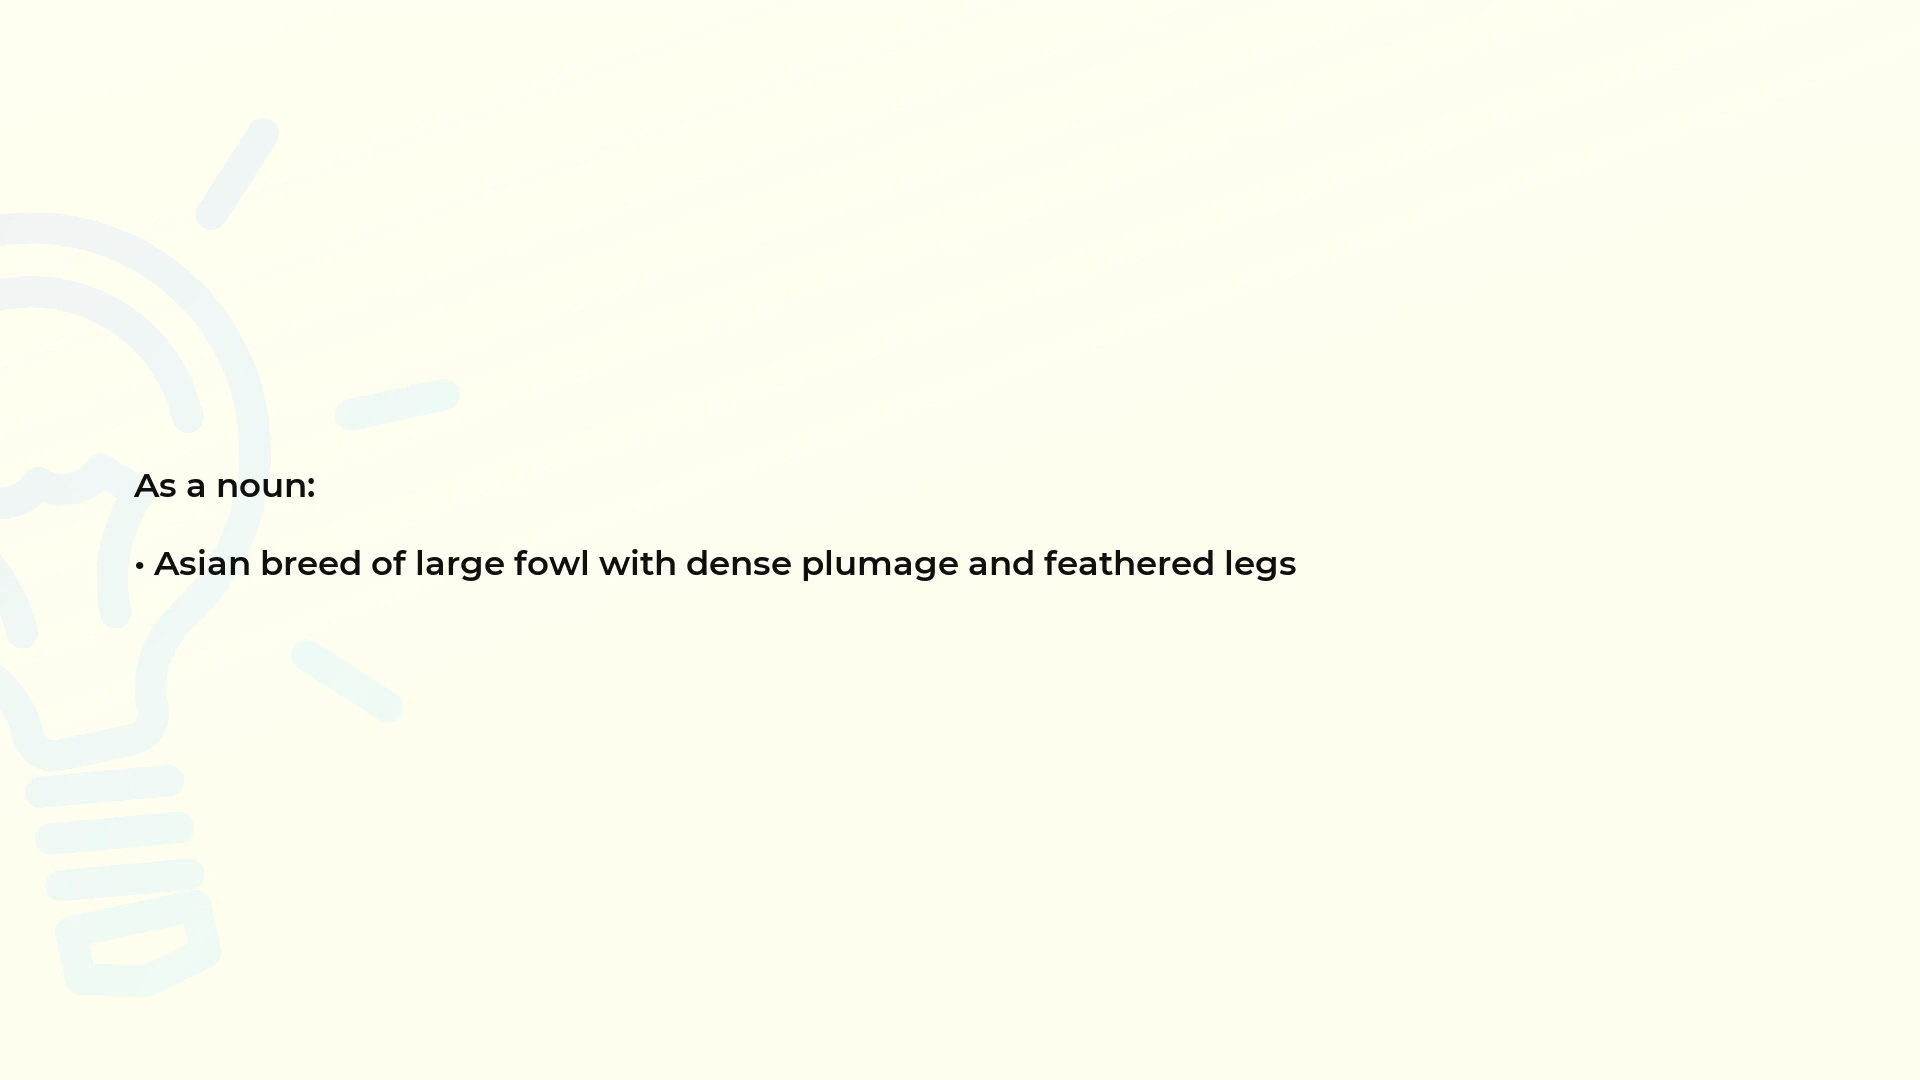 As a noun:
• Asian breed of large fowl with dense plumage and feathered legs